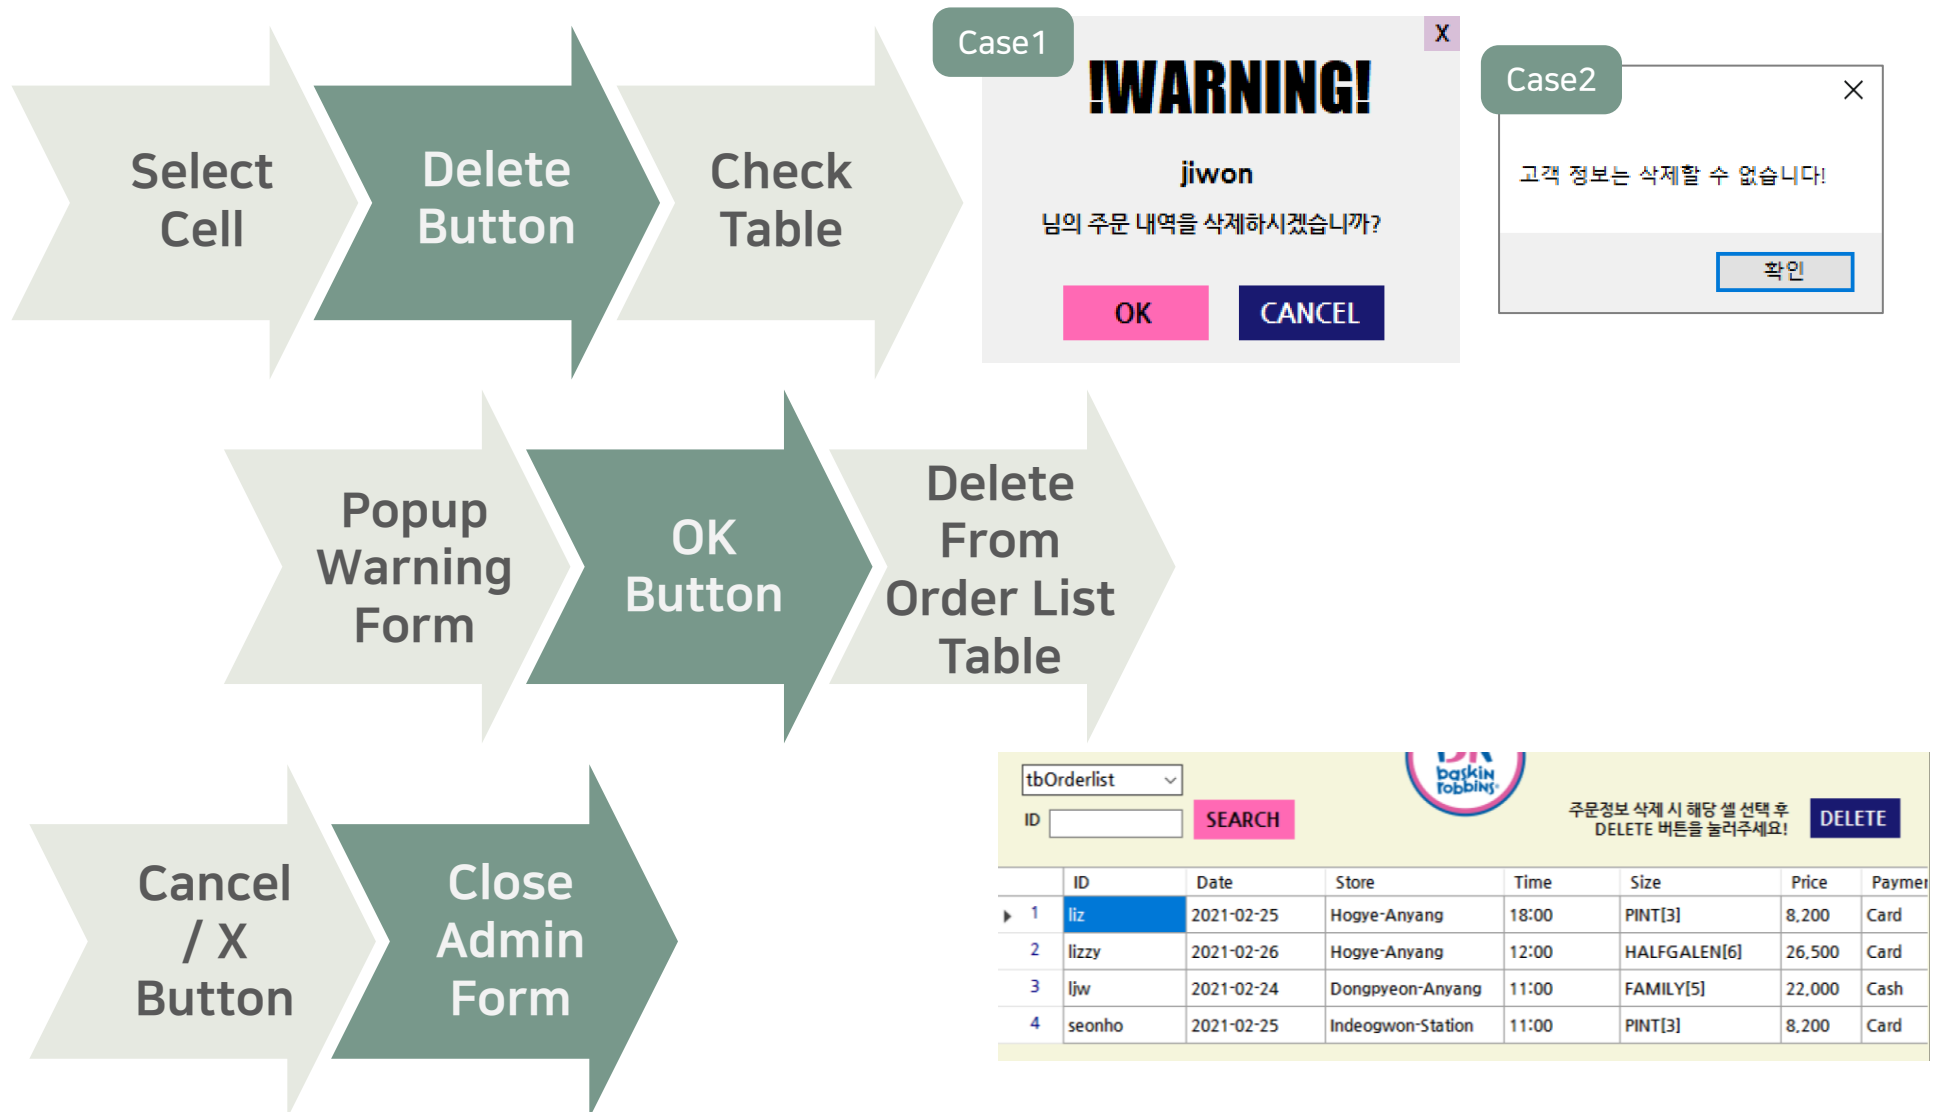 Select
Cell
Delete
Button
Check
Table
Case1
X
!WARNING!
jiwon
님의 주문 내역을 삭제하시겠습니까?
OK
CANCEL
Case2
고객 정보는 삭제할 수 없습니다!
확인
Popup
Warning
Form
OK
Button
Delete
From
Order List
Table
Cancel
/ X
Button
Close
Admin
Form
tbOrderlist
ID
SEARCH
baskin
robbins
주문정보 삭제 시 해당 셀 선택 후
DELETE 버튼을 눌러주세요!
DELETE
ID Date Store Time Size Price Paymer
1 liz 2021-02-25 Hogye-Anyang 18:00 PINT[3] 8,200 Card
2 lizzy 2021-02-26 Hogye-Anyang 12:00 HALFGALEN[6] 26,500 Card
3 ljw 2021-02-24 Dongpyeon-Anyang 11:00 FAMILY[5] 22,000 Cash
4 seonho 2021-02-25 Indeogwon-Station 11:00 PINT[3] 8,200 Card